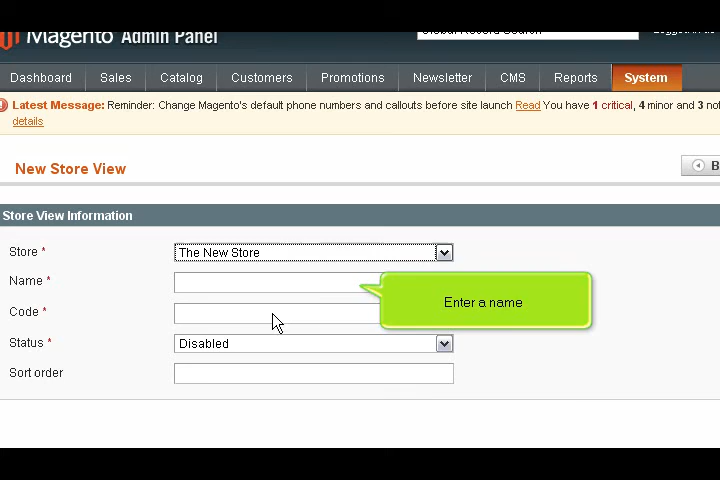 Magento Admin Panel
Dashboard Sales Catalog Customers Promotions Newsletter CMS Reports System
Latest Message: Reminder: Change Magento's default phone numbers and callouts before site launch Read You have 1 critical, 4 minor and 3
details
New Store View
B
Store View Information
Store * The New Store
Name *
Enter a name
Code *
Status * Disabled
Sort order